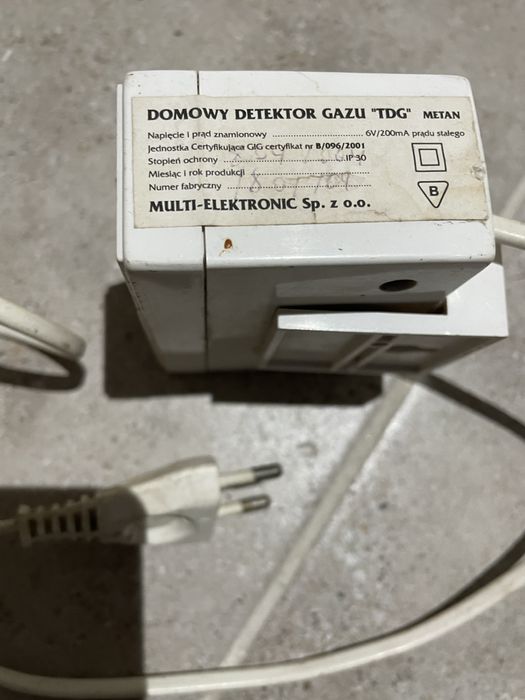 DOMOWY DETEKTOR GAZU "TDG" METAN
Napięcie i prąd znamionowy ........................ 6V/200mA prądu stałego
Jednostka Certyfikująca GIG certyfikat nr B/096/2001
Stopień ochrony ................................ IP 30
Miesiąc i rok produkcji ................................
Numer fabryczny ................................
B
MULTI-ELEKTRONIC Sp. z o.o.